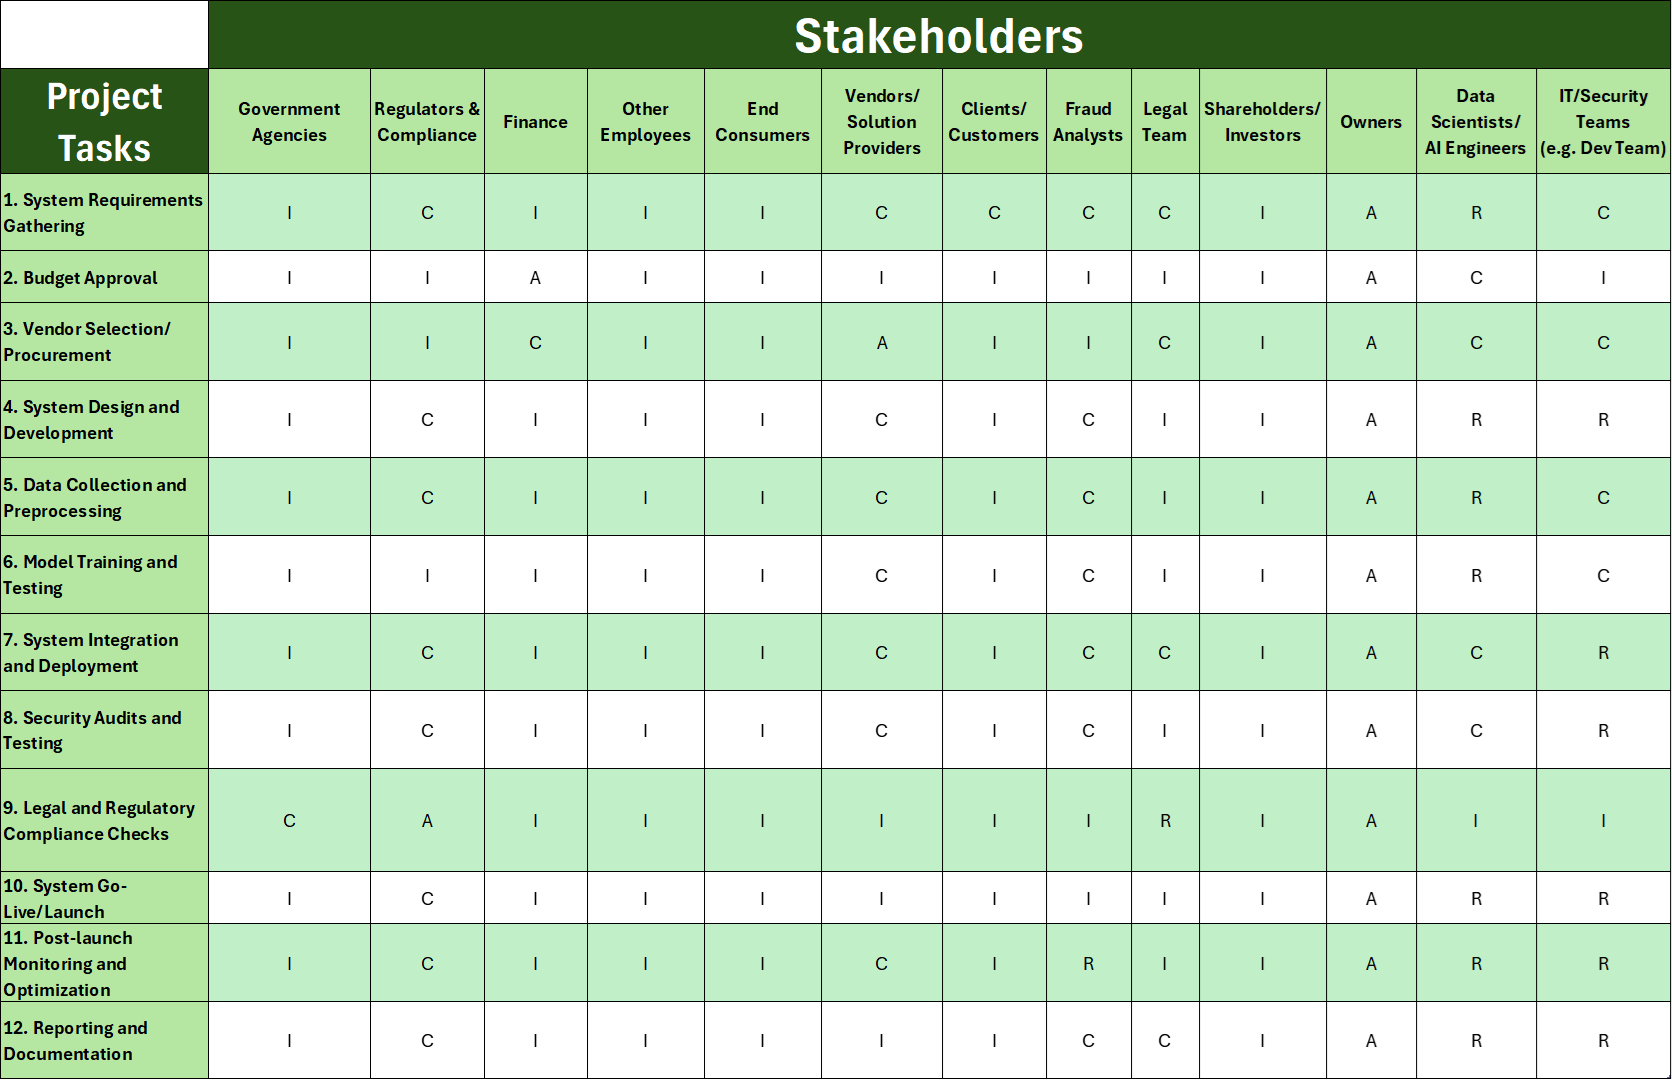 Stakeholders
Project
Tasks
Government
Agencies
Regulators &
Compliance
Finance
Other
Employees
End
Consumers
Vendors/
Solution
Providers
Clients/
Customers
Fraud
Analysts
Legal
Team
Shareholders/
Investors
Owners
Data
Scientists/
AI Engineers
IT/Security
Teams
(e.g. Dev Team)
1. System Requirements
Gathering
I C I I I C C C C I A R C
2. Budget Approval
I I A I I I I I I I A C I
3. Vendor Selection/
Procurement
I I C I I A I I C I A C C
4. System Design and
Development
I C I I I C I C I I A R R
5. Data Collection and
Preprocessing
I C I I I C I C I I A R C
6. Model Training and
Testing
I I I I I C I C I I A R C
7. System Integration
and Deployment
I C I I I C I C C I A C R
8. Security Audits and
Testing
I C I I I C I C I I A C R
9. Legal and Regulatory
Compliance Checks
C A I I I I I I R I A I I
10. System Go-
Live/Launch
I C I I I I I I I I A R R
11. Post-launch
Monitoring and
Optimization
I C I I I C I R I I A R R
12. Reporting and
Documentation
I C I I I I I C C I A R R